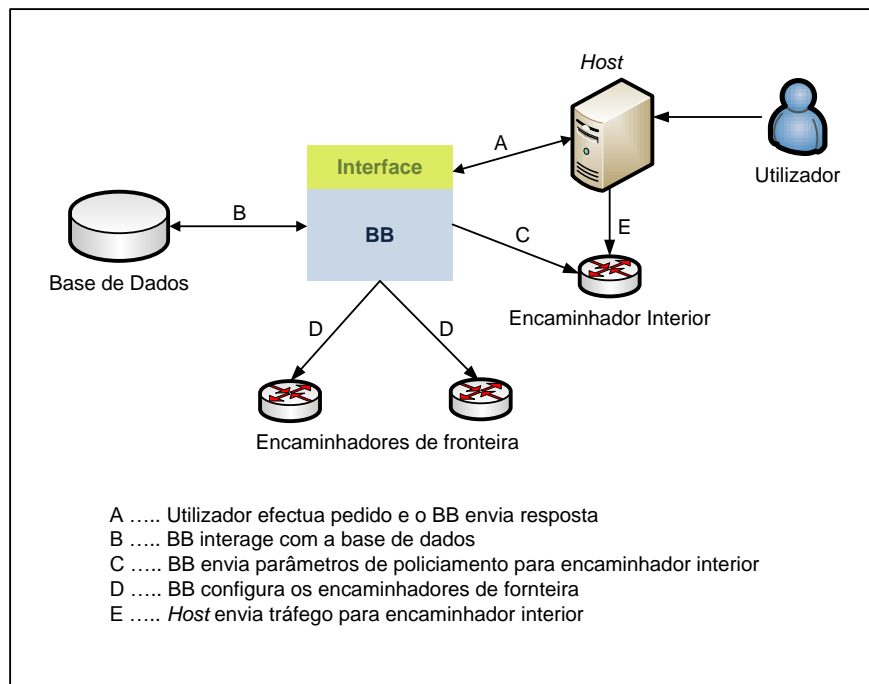 Host
A
Interface
Utilizador
B
BB
C
E
Base de Dados
Encaminhador Interior
D
D
Encaminhadores de fronteira
A ….. Utilizador efectua pedido e o BB envia resposta
B ….. BB interage com a base de dados
C ….. BB envia parâmetros de policiamento para encaminhador interior
D ….. BB configura os encaminhadores de fornteira
E ….. Host envia tráfego para encaminhador interior